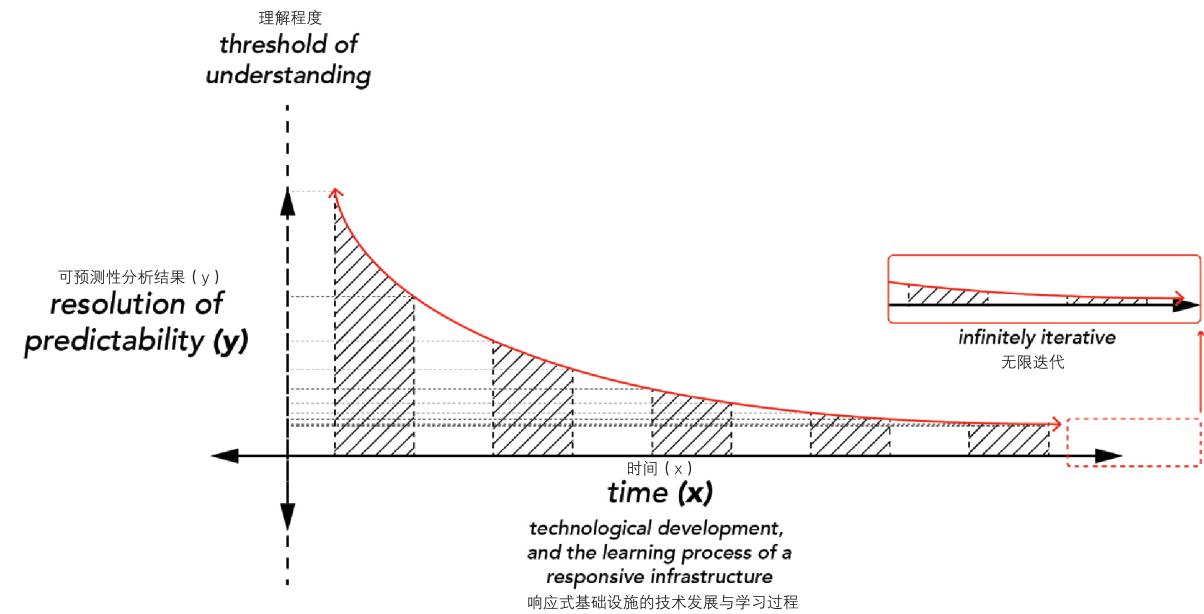 理解程度
threshold of
understanding
可预测性分析结果（y）
resolution of
predictability (y)
infinitely iterative
无限迭代
时间（x）
time (x)
technological development,
and the learning process of a
responsive infrastructure
响应式基础设施的技术发展与学习过程